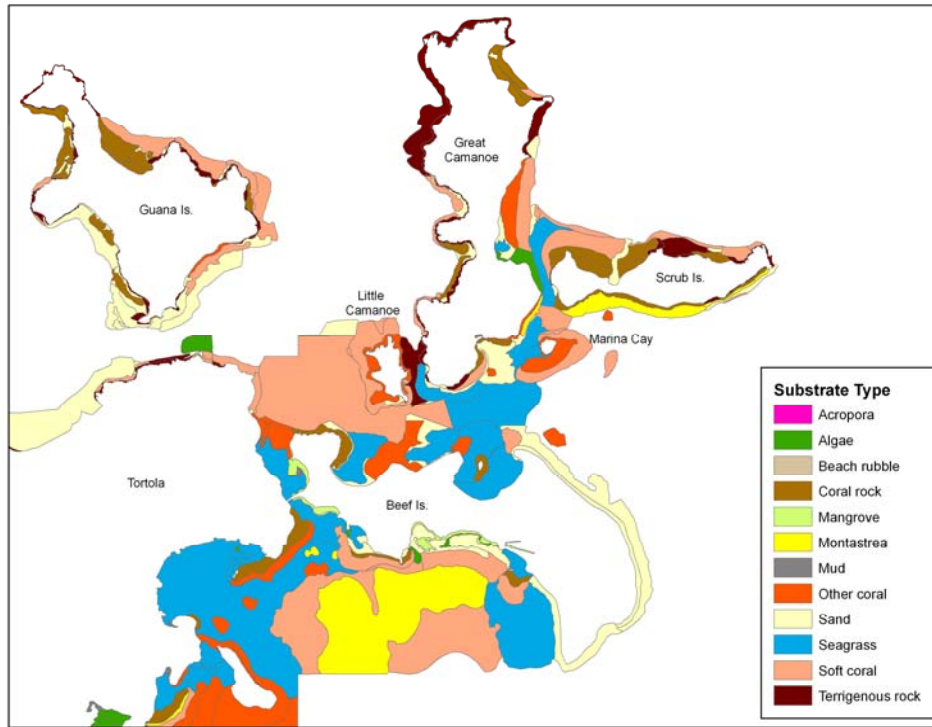 Great
Camanoe
Guana Is.
Scrub Is.
Little
Camanoe
Marina Cay
Tortola
Beef Is.
Substrate Type
Acropora
Algae
Beach rubble
Coral rock
Mangrove
Montastrea
Mud
Other coral
Sand
Seagrass
Soft coral
Terrigenous rock